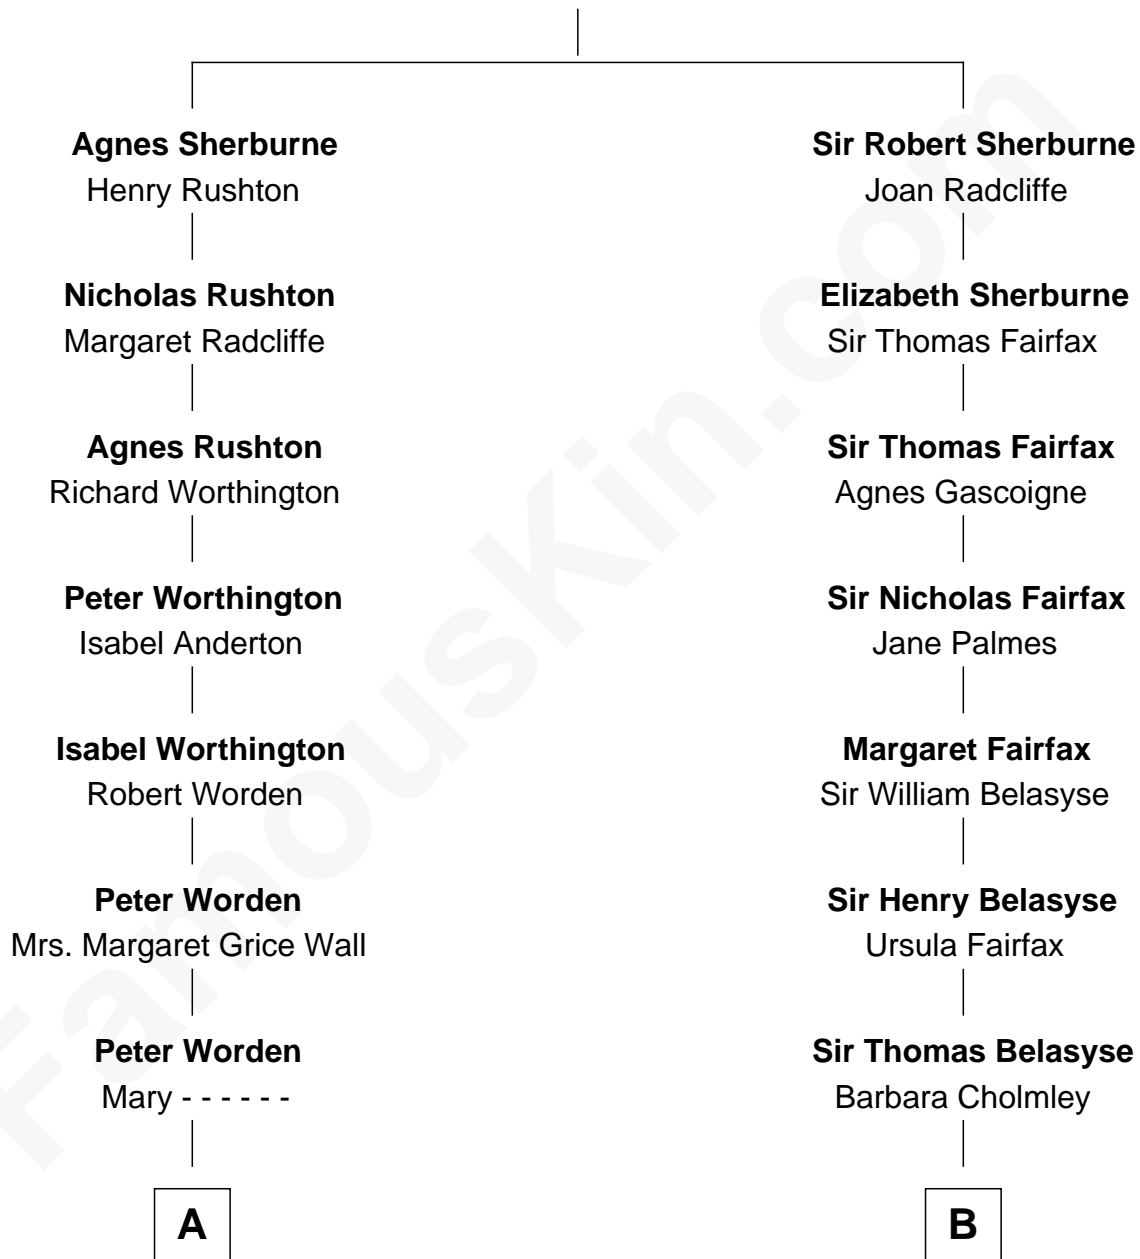 Agnes Sherburne
Henry Rushton
Nicholas Rushton
Margaret Radcliffe
Agnes Rushton
Richard Worthington
Peter Worthington
Isabel Anderton
Isabel Worthington
Robert Worden
Peter Worden
Mrs. Margaret Grice Wall
Peter Worden
Mary - - - - - -
A
Sir Robert Sherburne
Joan Radcliffe
Elizabeth Sherburne
Sir Thomas Fairfax
Sir Thomas Fairfax
Agnes Gascoigne
Sir Nicholas Fairfax
Jane Palmes
Margaret Fairfax
Sir William Belasyse
Sir Henry Belasyse
Ursula Fairfax
Sir Thomas Belasyse
Barbara Cholmley
B
FamousKin.com